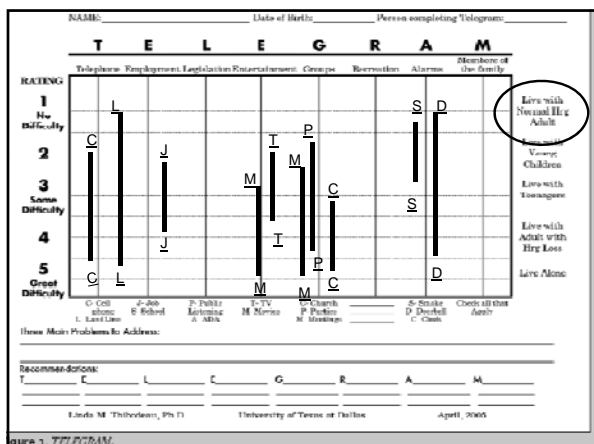 NAME: Date of Birth: Person completing Telegram:
T E L E G R A M
Telephone Employment Legislation Entertainment Groups Recreation Alarms Members of the family
RATING
1 No Difficulty
L S D
Live with Normal Hrg Adult
C P
2
J T M
Live with Young Children
3 Some Difficulty
M C
Live with Teenagers
S
4
J T
Live with Adult with Hrg Loss
P
5 Great Difficulty
C L M M C D
Live Alone
C- Cell phone L. Land Line
J- Job S School
P- Public Listening A ADA
T- TV M Movies
C- Church P Parties M Meetings
S- Smoke D Doorbell C Clock
Check all that Apply
Three Main Problems to Address:
Recommendations:
T E L E G R A M
Linda M. Thibodeau, Ph D University of Texas at Dallas April, 2005
gure 1. TELEGRAM.